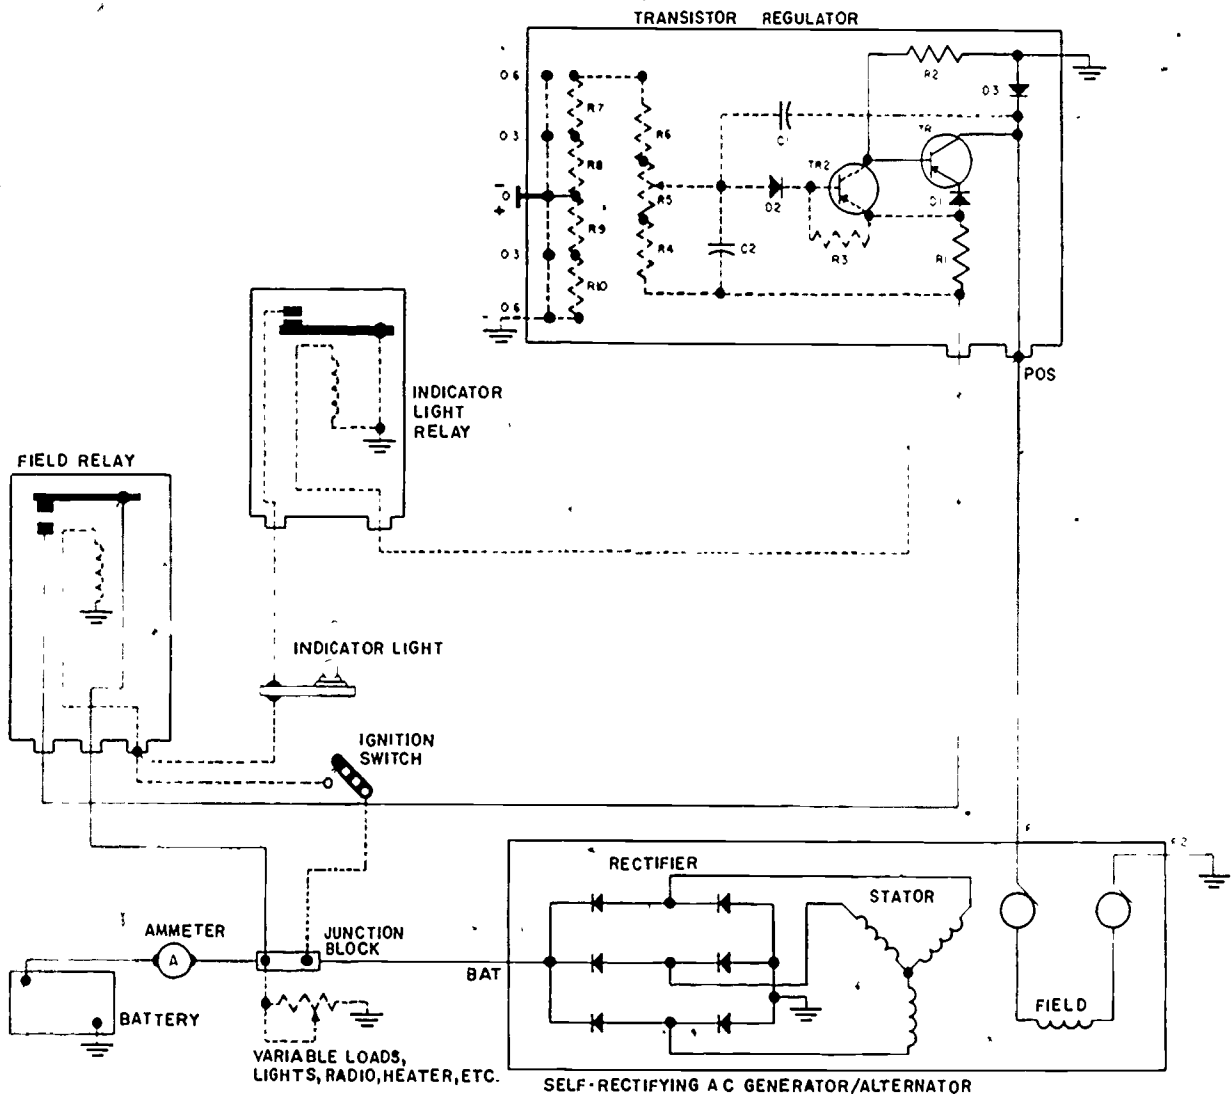 TRANSISTOR REGULATOR
R2
D3
0 6
R7
C1
TR
0 3
R6
R8
TR2
–
0
+
R5
D2
D1
R9
R4
C2
R3
R1
0 3
R10
0 6
POS
INDICATOR
LIGHT
RELAY
FIELD RELAY
INDICATOR LIGHT
IGNITION
SWITCH
F
F2
RECTIFIER
STATOR
AMMETER
A
JUNCTION
BLOCK
BAT
FIELD
BATTERY
VARIABLE LOADS,
LIGHTS, RADIO, HEATER, ETC.
SELF-RECTIFYING A C GENERATOR/ALTERNATOR